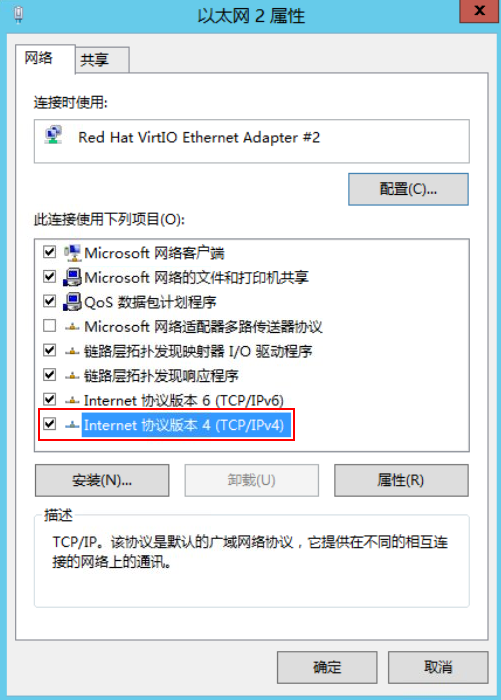 以太网 2 属性
网络
共享
连接时使用:
Red Hat VirtIO Ethernet Adapter #2
配置(C)...
此连接使用下列项目(O):
Microsoft 网络客户端
Microsoft 网络的文件和打印机共享
QoS 数据包计划程序
Microsoft 网络适配器多路传送器协议
链路层拓扑发现映射器 I/O 驱动程序
链路层拓扑发现响应程序
Internet 协议版本 6 (TCP/IPv6)
Internet 协议版本 4 (TCP/IPv4)
安装(N)...
卸载(U)
属性(R)
描述
TCP/IP。该协议是默认的广域网络协议，它提供在不同的相互连
接的网络上的通讯。
确定
取消